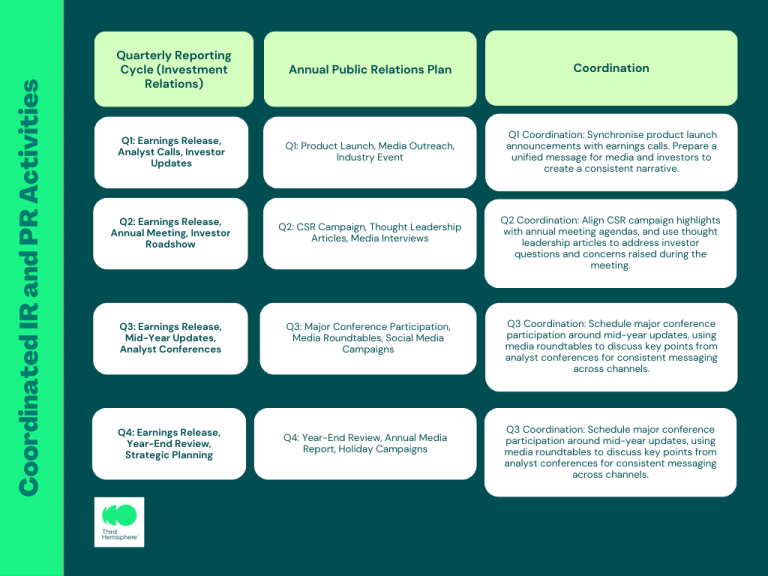 Coordinated IR and PR Activities
Quarterly Reporting
Cycle (Investment
Relations)
Annual Public Relations Plan
Coordination
Q1: Earnings Release,
Analyst Calls, Investor
Updates
Q1: Product Launch, Media Outreach,
Industry Event
Q1 Coordination: Synchronise product launch
announcements with earnings calls. Prepare a
unified message for media and investors to
create a consistent narrative.
Q2: Earnings Release,
Annual Meeting, Investor
Roadshow
Q2: CSR Campaign, Thought Leadership
Articles, Media Interviews
Q2 Coordination: Align CSR campaign highlights
with annual meeting agendas, and use thought
leadership articles to address investor
questions and concerns raised during the
meeting.
Q3: Earnings Release,
Mid-Year Updates,
Analyst Conferences
Q3: Major Conference Participation,
Media Roundtables, Social Media
Campaigns
Q3 Coordination: Schedule major conference
participation around mid-year updates, using
media roundtables to discuss key points from
analyst conferences for consistent messaging
across channels.
Q4: Earnings Release,
Year-End Review,
Strategic Planning
Q4: Year-End Review, Annual Media
Report, Holiday Campaigns
Q3 Coordination: Schedule major conference
participation around mid-year updates, using
media roundtables to discuss key points from
analyst conferences for consistent messaging
across channels.
Third
Hemisphere